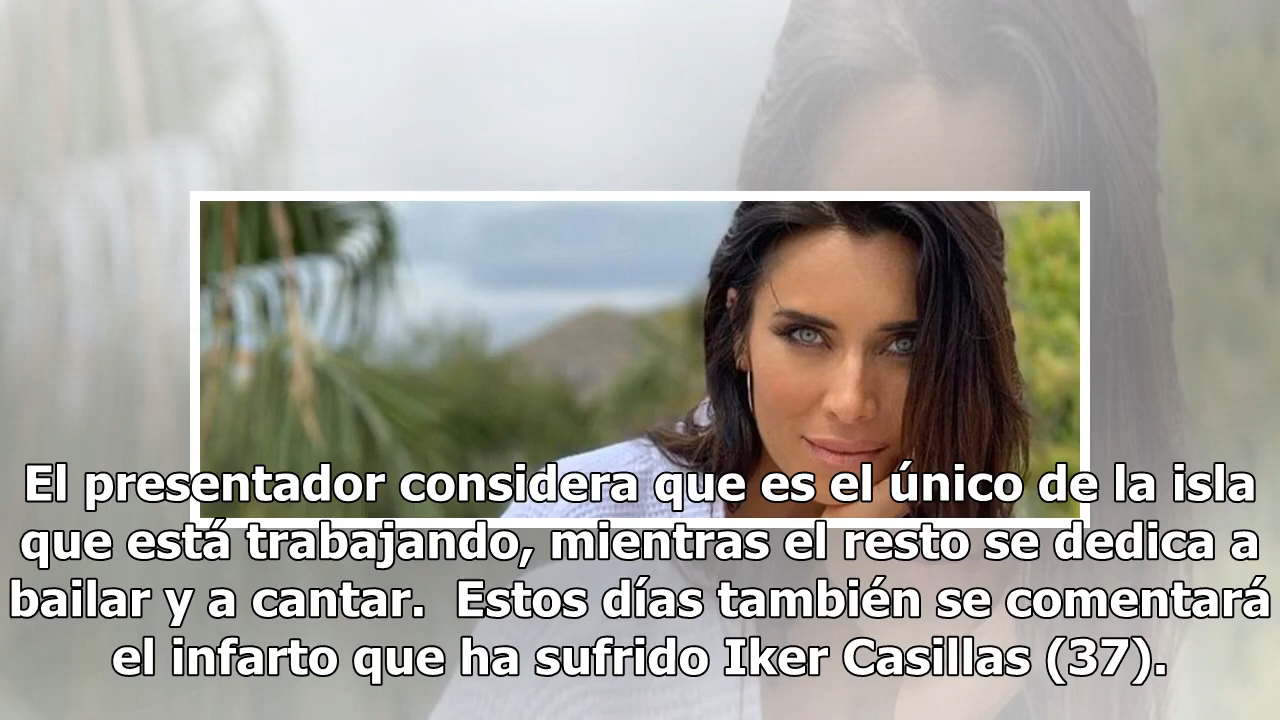 El presentador considera que es el único de la isla
que está trabajando, mientras el resto se dedica a
bailar y a cantar.  Estos días también se comentará
el infarto que ha sufrido Iker Casillas (37).